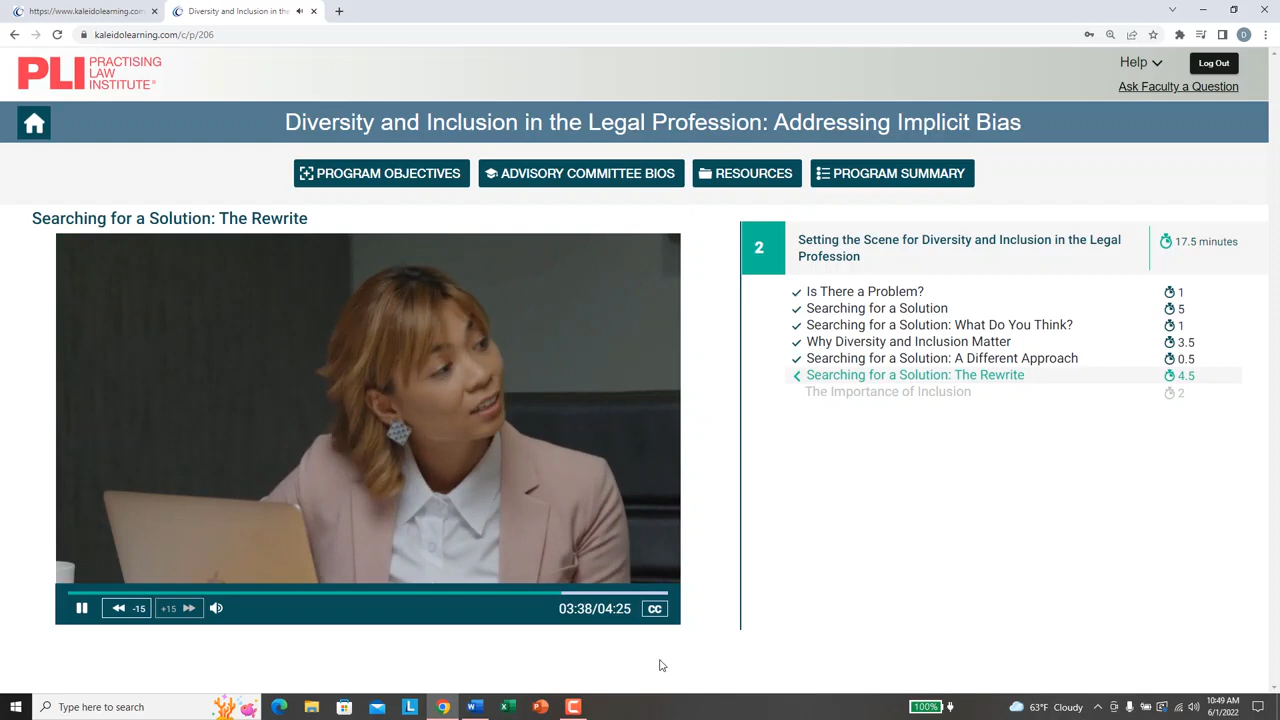 https://www.kaleidolearning.com
Diversity and Inclusion in the
kaleidolearning.com/c/p/206
D
PLI PRACTISING
LAW
INSTITUTE®
Help
Log Out
Ask Faculty a Question
Diversity and Inclusion in the Legal Profession: Addressing Implicit Bias
PROGRAM OBJECTIVES
ADVISORY COMMITTEE BIOS
RESOURCES
PROGRAM SUMMARY
Searching for a Solution: The Rewrite
2
Setting the Scene for Diversity and Inclusion in the Legal
Profession
17.5 minutes
Is There a Problem? 1
Searching for a Solution 5
Searching for a Solution: What Do You Think? 1
Why Diversity and Inclusion Matter 3.5
Searching for a Solution: A Different Approach 0.5
Searching for a Solution: The Rewrite 4.5
The Importance of Inclusion 2
-15
+15
03:38/04:25
CC
Type here to search
L
100%
63°F Cloudy
10:49 AM
6/1/2022